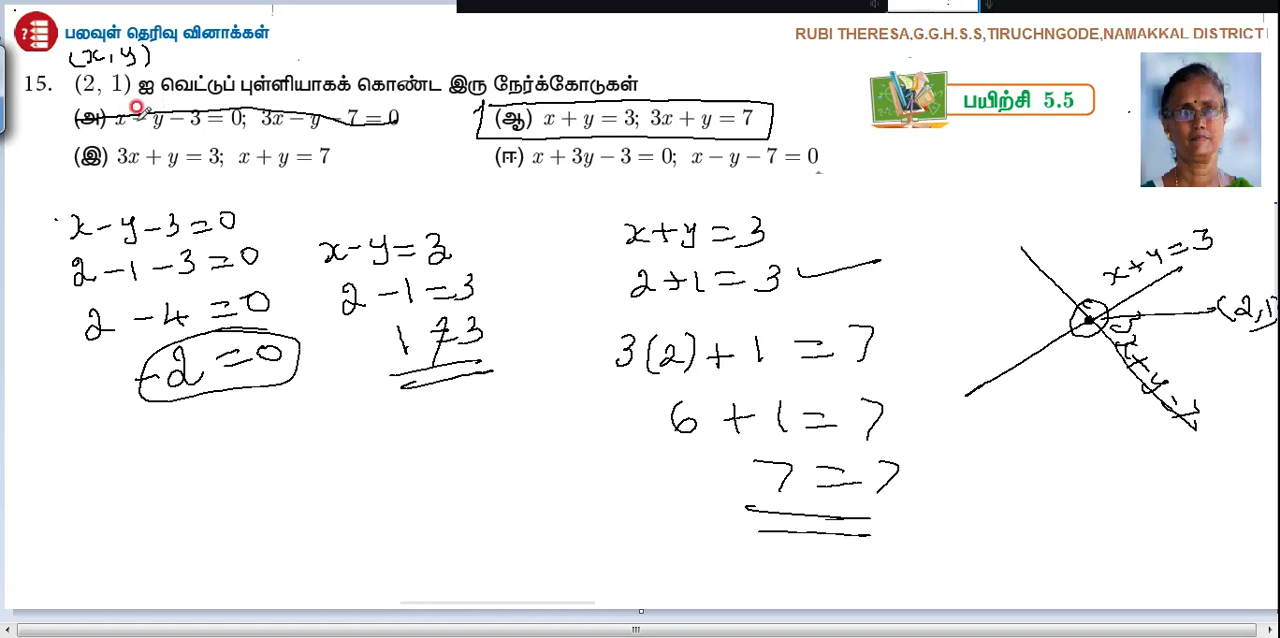 பலவுள் தெரிவு வினாக்கள்
RUBI THERESA,G.G.H.S.S,TIRUCHNGODE,NAMAKKAL DISTRICT
(x, y)
15. (2, 1) ஐ வெட்டுப் புள்ளியாகக் கொண்ட இரு நேர்க்கோடுகள்
பயிற்சி 5.5
(அ) x − y − 3 = 0; 3x − y − 7 = 0 (ஆ) x + y = 3; 3x + y = 7
(இ) 3x + y = 3; x + y = 7 (ஈ) x + 3y − 3 = 0; x − y − 7 = 0
x − y − 3 = 0
2 − 1 − 3 = 0
2 − 4 = 0
−2 = 0
x − y = 3
2 − 1 = 3
1 ≠ 3
x + y = 3
2 + 1 = 3
3(2) + 1 = 7
6 + 1 = 7
7 = 7
x + y = 3
(2,1)
3x + y = 7